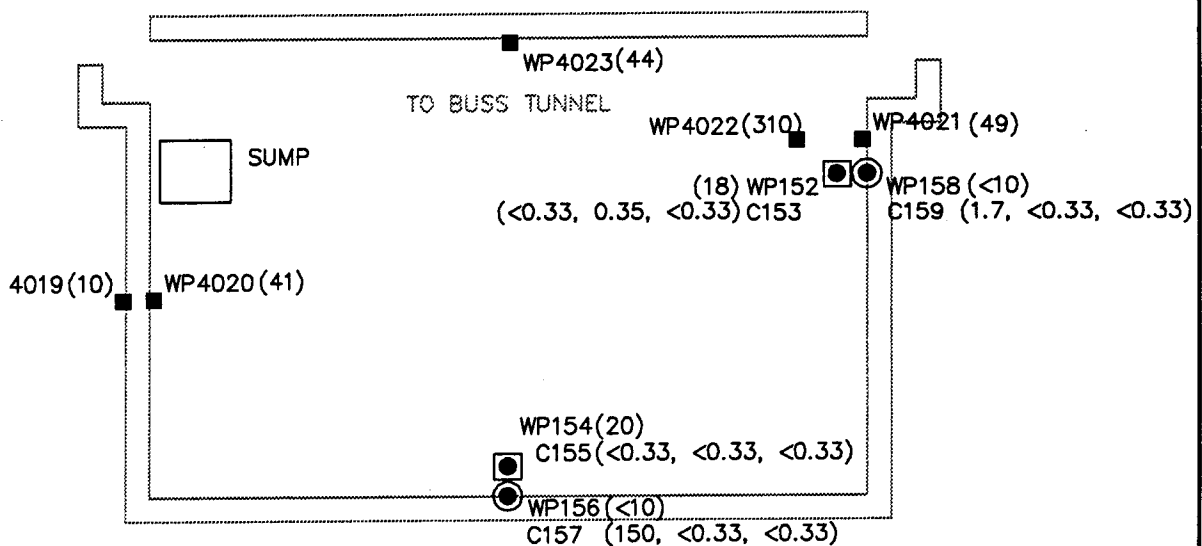 WP4023(44)
TO BUSS TUNNEL
WP4022(310)
WP4021 (49)
SUMP
(18) WP152
(<0.33, 0.35, <0.33) C153
WP158 (<10)
C159 (1.7, <0.33, <0.33)
4019(10)
WP4020(41)
WP154(20)
C155(<0.33, <0.33, <0.33)
WP156(<10)
C157 (150, <0.33, <0.33)